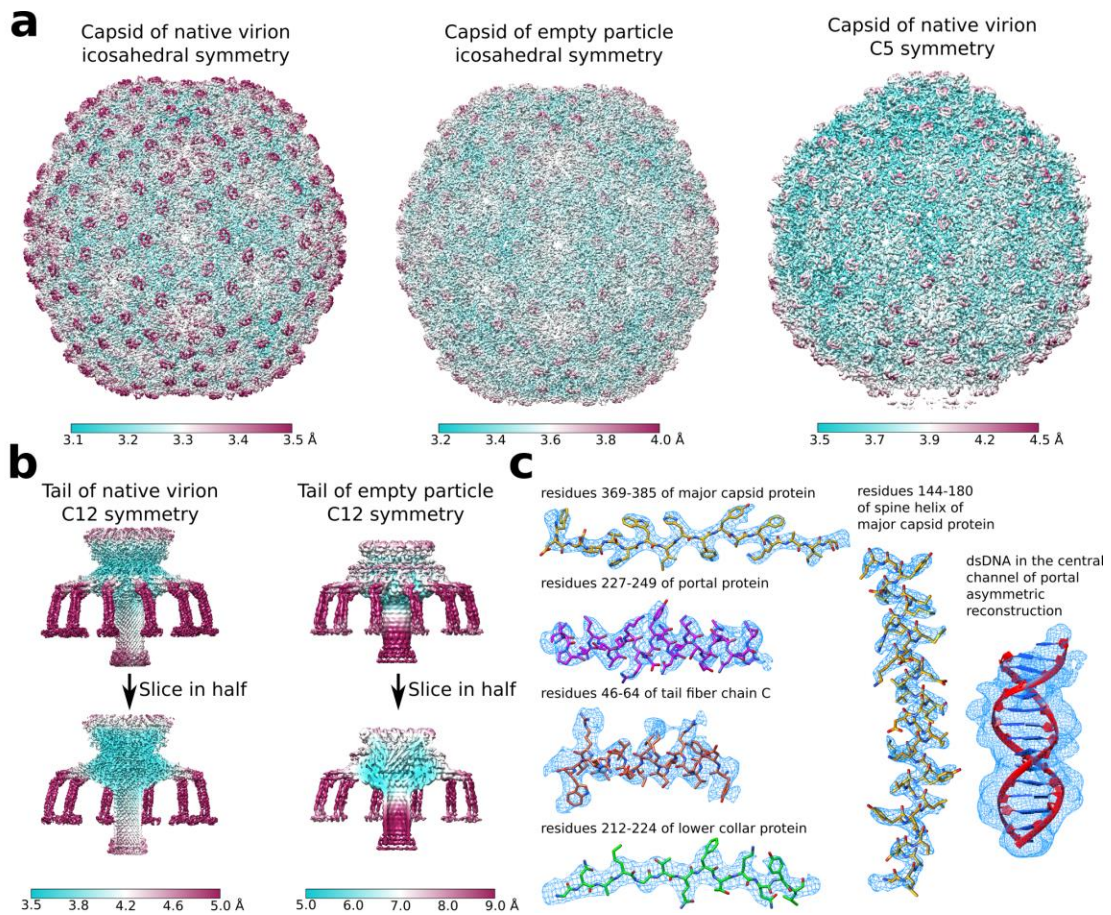 a
Capsid of native virion
icosahedral symmetry
Capsid of empty particle
icosahedral symmetry
Capsid of native virion
C5 symmetry
3.1 3.2 3.3 3.4 3.5 Å
3.2 3.4 3.6 3.8 4.0 Å
3.5 3.7 3.9 4.2 4.5 Å
b
Tail of native virion
C12 symmetry
Tail of empty particle
C12 symmetry
Slice in half
Slice in half
3.5 3.8 4.2 4.6 5.0 Å
5.0 6.0 7.0 8.0 9.0 Å
c
residues 369-385 of major capsid protein
residues 227-249 of portal protein
residues 46-64 of tail fiber chain C
residues 212-224 of lower collar protein
residues 144-180
of spine helix of
major capsid protein
dsDNA in the central
channel of portal
asymmetric
reconstruction